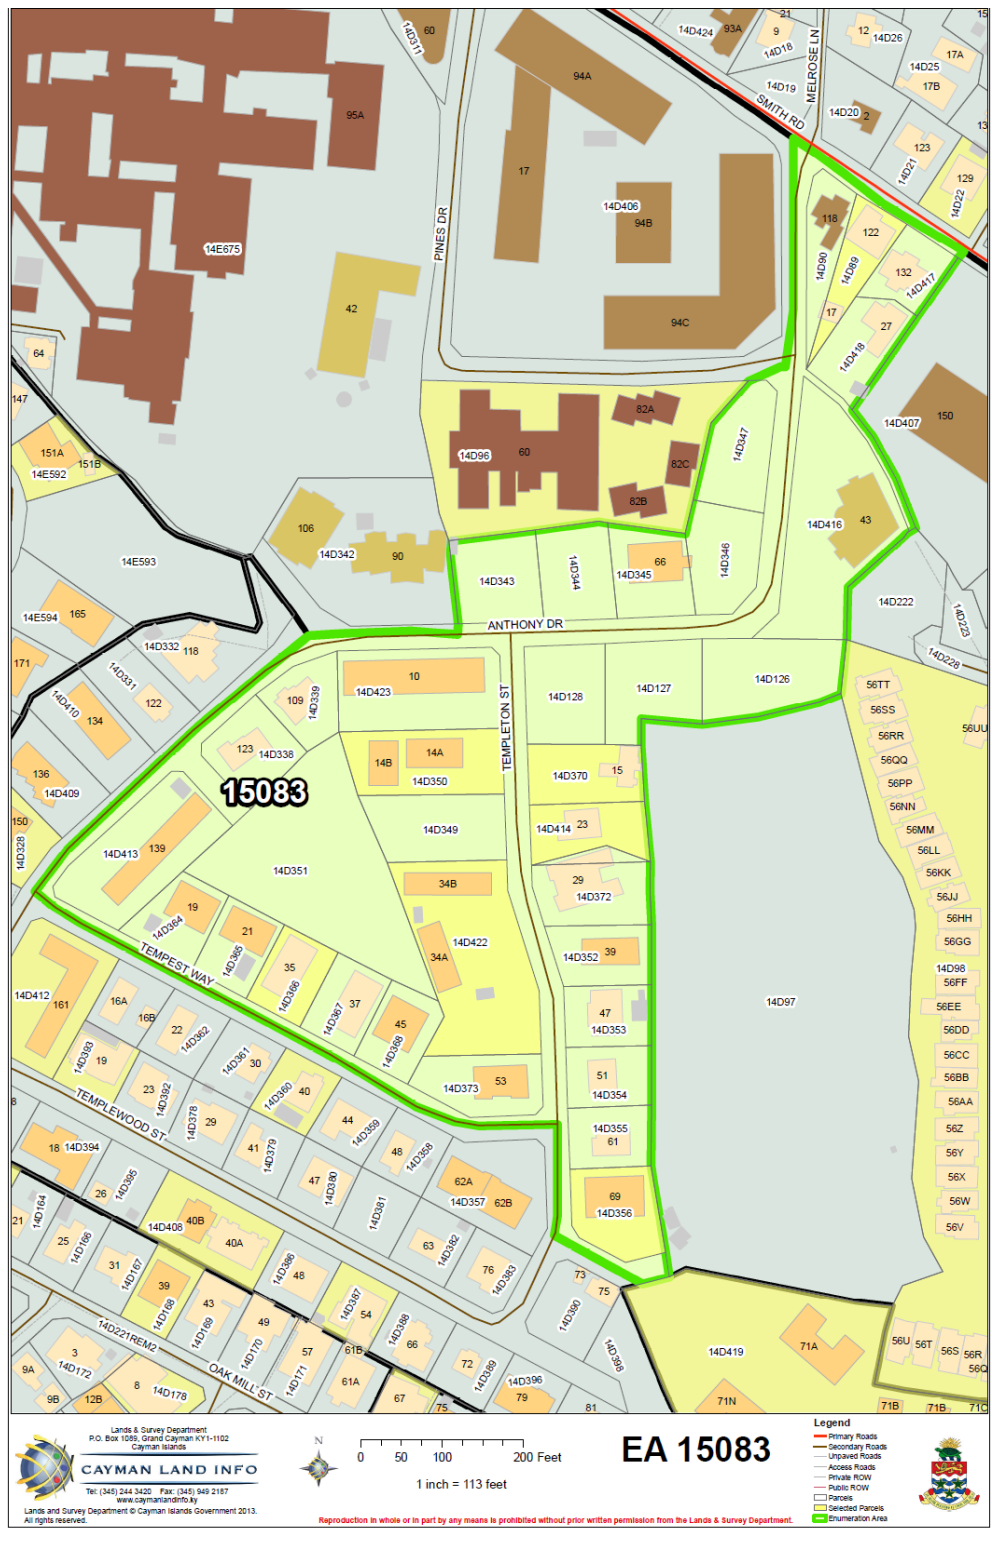 21
60
14D311
14D424
93A
9
14D18
MELROSE LN
12
14D26
15
17A
14D25
17B
94A
95A
14D19
SMITH RD
14D20
2
13
123
14D21
129
14D22
17
14D406
94B
PINES DR
14E675
118
122
14D90
14D89
132
14D417
42
94C
17
27
14D418
64
147
150
14D407
82A
14D347
151A
151B
14E592
14D96
60
82C
82B
106
14D342
90
14D416
43
14E593
14D343
14D344
14D345
66
14D346
14D222
14D223
14E594
165
ANTHONY DR
14D332
118
14D228
171
14D331
10
14D423
14D126
14D410
134
122
109
14D339
14D128
14D127
56TT
56SS
56UU
TEMPLETON ST
123
14D338
56RR
56QQ
136
14D409
14B
14A
14D350
14D370
15
56PP
15083
56NN
150
14D328
14D349
14D414
23
56MM
14D413
139
56LL
14D351
56KK
34B
29
14D372
56JJ
19
14D364
56HH
21
14D365
14D422
34A
14D352
39
56GG
TEMPEST WAY
35
14D366
14D98
56FF
14D412
161
16A
37
14D367
14D97
56EE
16B
22
14D362
45
14D368
47
14D353
56DD
14D393
19
14D361
30
56CC
56BB
23
14D392
14D360
40
14D373
53
51
14D354
56AA
TEMPLEWOOD ST
8
14D378
29
44
14D359
14D355
61
56Z
18
14D394
41
14D379
48
14D358
56Y
26
14D395
47
14D380
62A
14D357
62B
69
14D356
56X
14D164
21
14D408
40B
14D381
56W
25
14D166
40A
63
14D382
56V
31
14D167
14D386
48
76
14D383
39
14D168
73
75
14D387
54
14D390
43
14D169
49
14D170
14D388
66
14D221REM2
57
61B
14D398
14D419
71A
56U
56T
56S
56R
56Q
3
14D172
OAK MILL ST
14D171
61A
72
14D389
14D396
9A
9B
12B
8
14D178
67
75
79
81
71N
71B
71B
71C
Lands & Survey Department
P.O. Box 1089, Grand Cayman KY1-1102
Cayman Islands
CAYMAN LAND INFO
Tel: (345) 244 3420 Fax: (345) 949 2187
www.caymanlandinfo.ky
Lands and Survey Department © Cayman Islands Government 2013.
All rights reserved.
N
0 50 100 200 Feet
1 inch = 113 feet
EA 15083
Reproduction in whole or in part by any means is prohibited without prior written permission from the Lands & Survey Department.
Legend
Primary Roads
Secondary Roads
Unpaved Roads
Access Roads
Private ROW
Public ROW
Parcels
Selected Parcels
Enumeration Area